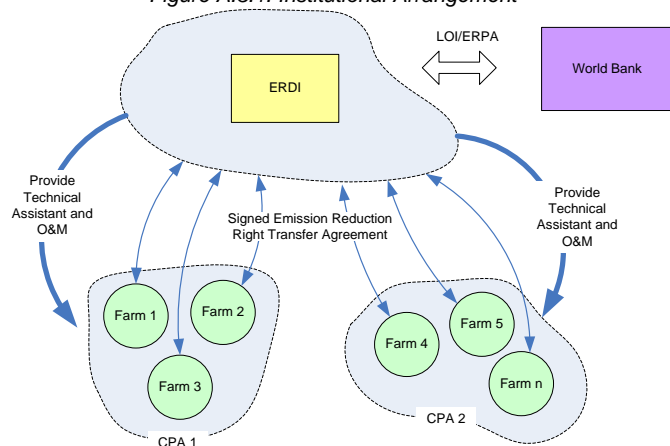 Figure Institutional Arrangement
LOI/ERPA
ERDI
World Bank
Provide
Technical
Assistant and
O&M
Signed Emission Reduction
Right Transfer Agreement
Provide
Technical
Assistant and
O&M
Farm 1
Farm 2
Farm 3
CPA 1
Farm 4
Farm 5
Farm n
CPA 2